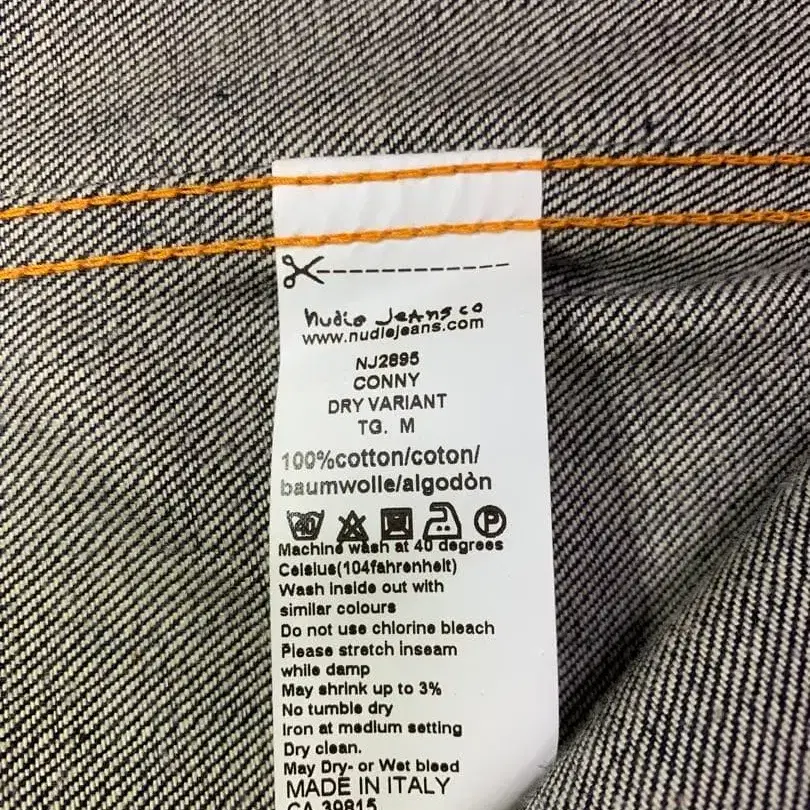 Nudie Jeans co
www.nudiejeans.com
NJ2895
CONNY
DRY VARIANT
TG. M
100%cotton/coton/
baumwolle/algodòn
40 P
Machine wash at 40 degrees
Celsius(104fahrenheit)
Wash inside out with
similar colours
Do not use chlorine bleach
Please stretch inseam
while damp
May shrink up to 3%
No tumble dry
Iron at medium setting
Dry clean.
May Dry- or Wet bleed
MADE IN ITALY
CA 39815